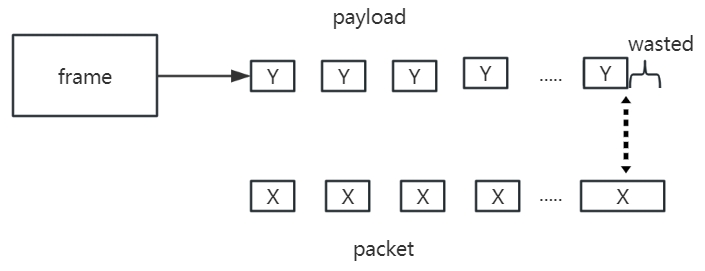 payload
wasted
frame
Y Y Y Y ..... Y
X X X X ..... X
packet